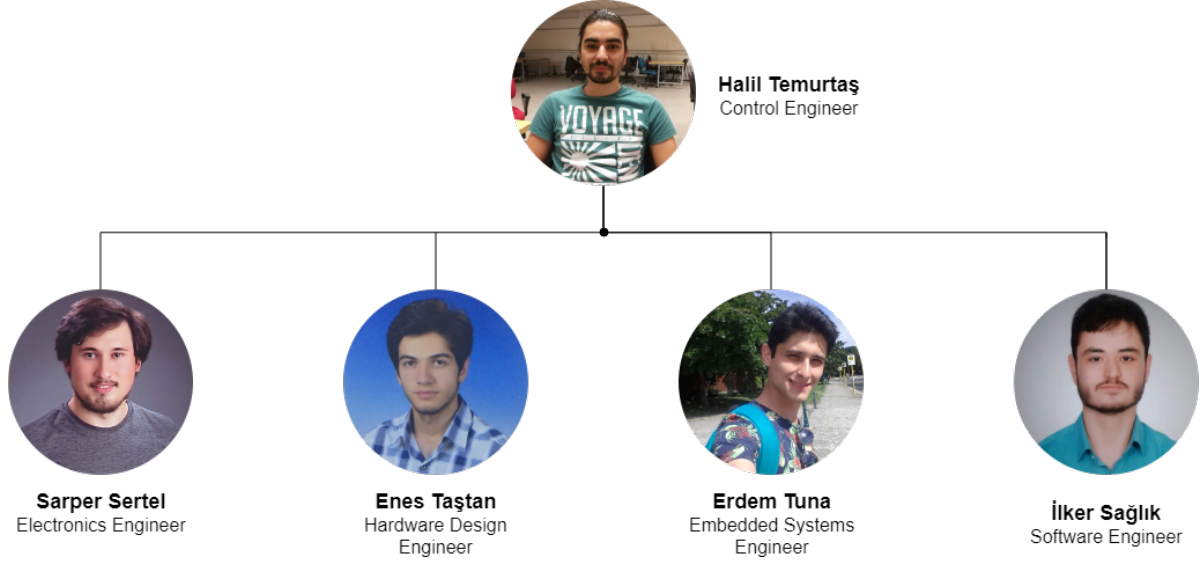 VOYAGE
Halil Temurtaş
Control Engineer
Sarper Sertel
Electronics Engineer
Enes Taştan
Hardware Design
Engineer
Erdem Tuna
Embedded Systems
Engineer
İlker Sağlık
Software Engineer